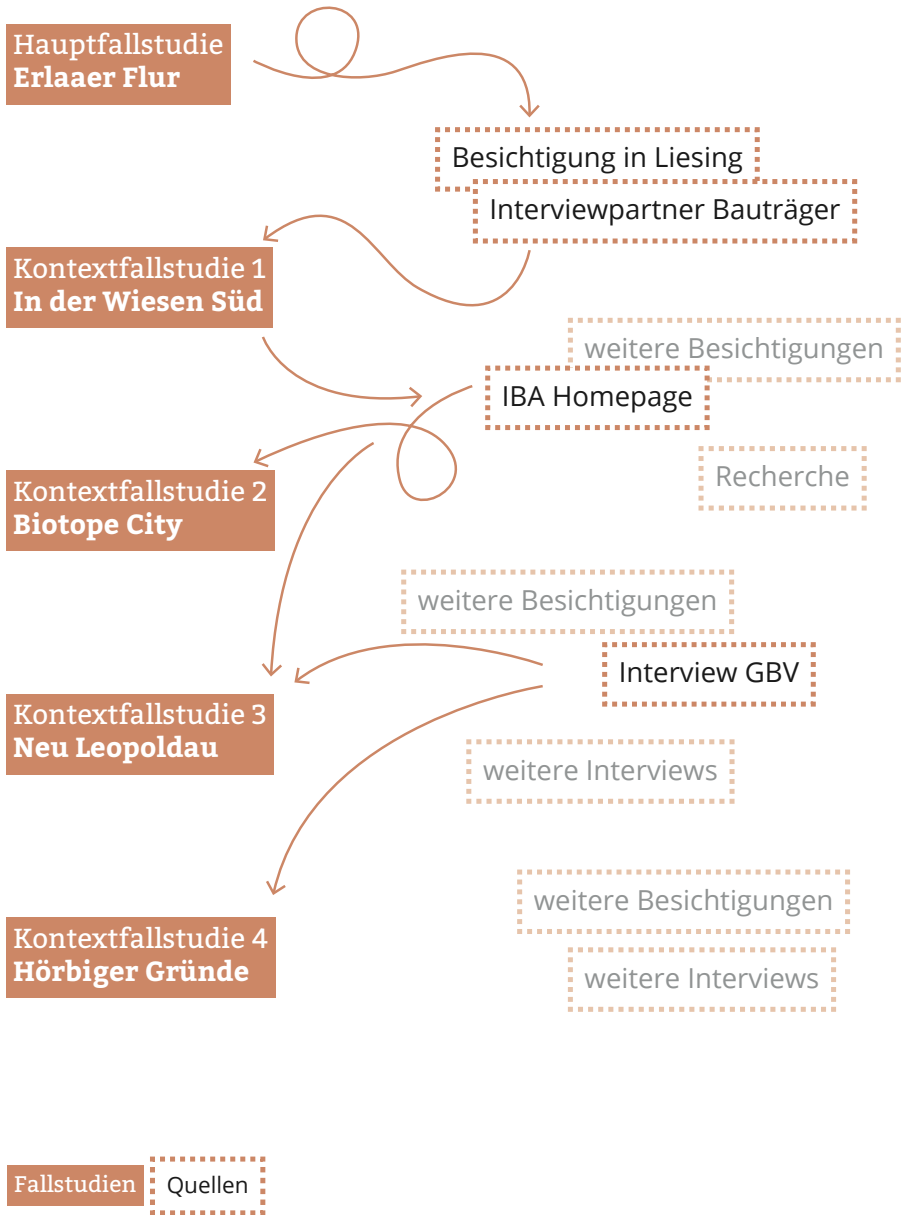 Hauptfallstudie
Erlaaer Flur
Besichtigung in Liesing
Interviewpartner Bauträger
Kontextfallstudie 1
In der Wiesen Süd
weitere Besichtigungen
IBA Homepage
Recherche
Kontextfallstudie 2
Biotope City
weitere Besichtigungen
Interview GBV
Kontextfallstudie 3
Neu Leopoldau
weitere Interviews
weitere Besichtigungen
Kontextfallstudie 4
Hörbiger Gründe
weitere Interviews
Fallstudien
Quellen